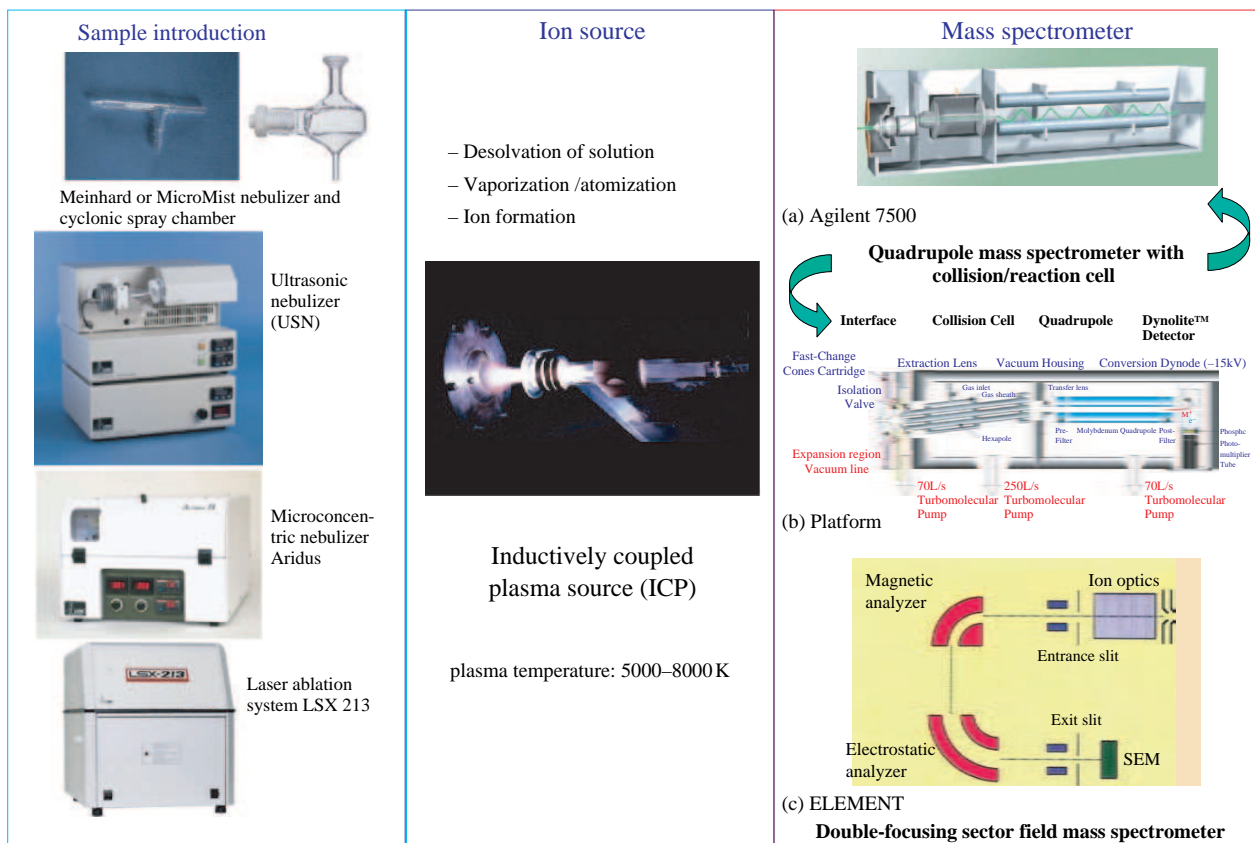 Sample introduction
Meinhard or MicroMist nebulizer and
cyclonic spray chamber
Ultrasonic
nebulizer
(USN)
Microconcen-
tric nebulizer
Aridus
LSX-213
Laser ablation
system LSX 213
Ion source
– Desolvation of solution
– Vaporization /atomization
– Ion formation
Inductively coupled
plasma source (ICP)
plasma temperature: 5000–8000 K
Mass spectrometer
(a) Agilent 7500
Quadrupole mass spectrometer with
collision/reaction cell
Interface
Collision Cell
Quadrupole
Dynolite™
Detector
Fast-Change
Cones Cartridge
Extraction Lens
Vacuum Housing
Conversion Dynode (–15kV)
Isolation
Valve
Gas inlet
Gas sheath
Transfer lens
M+
e–
Hexapole
Pre-
Filter
Molybdenum Quadrupole
Post-
Filter
Phosphc
Photo-
multiplier
Tube
Expansion region
Vacuum line
70L/s
Turbomolecular
Pump
250L/s
Turbomolecular
Pump
70L/s
Turbomolecular
Pump
(b) Platform
Magnetic
analyzer
Ion optics
Entrance slit
Exit slit
Electrostatic
analyzer
SEM
(c) ELEMENT
Double-focusing sector field mass spectrometer